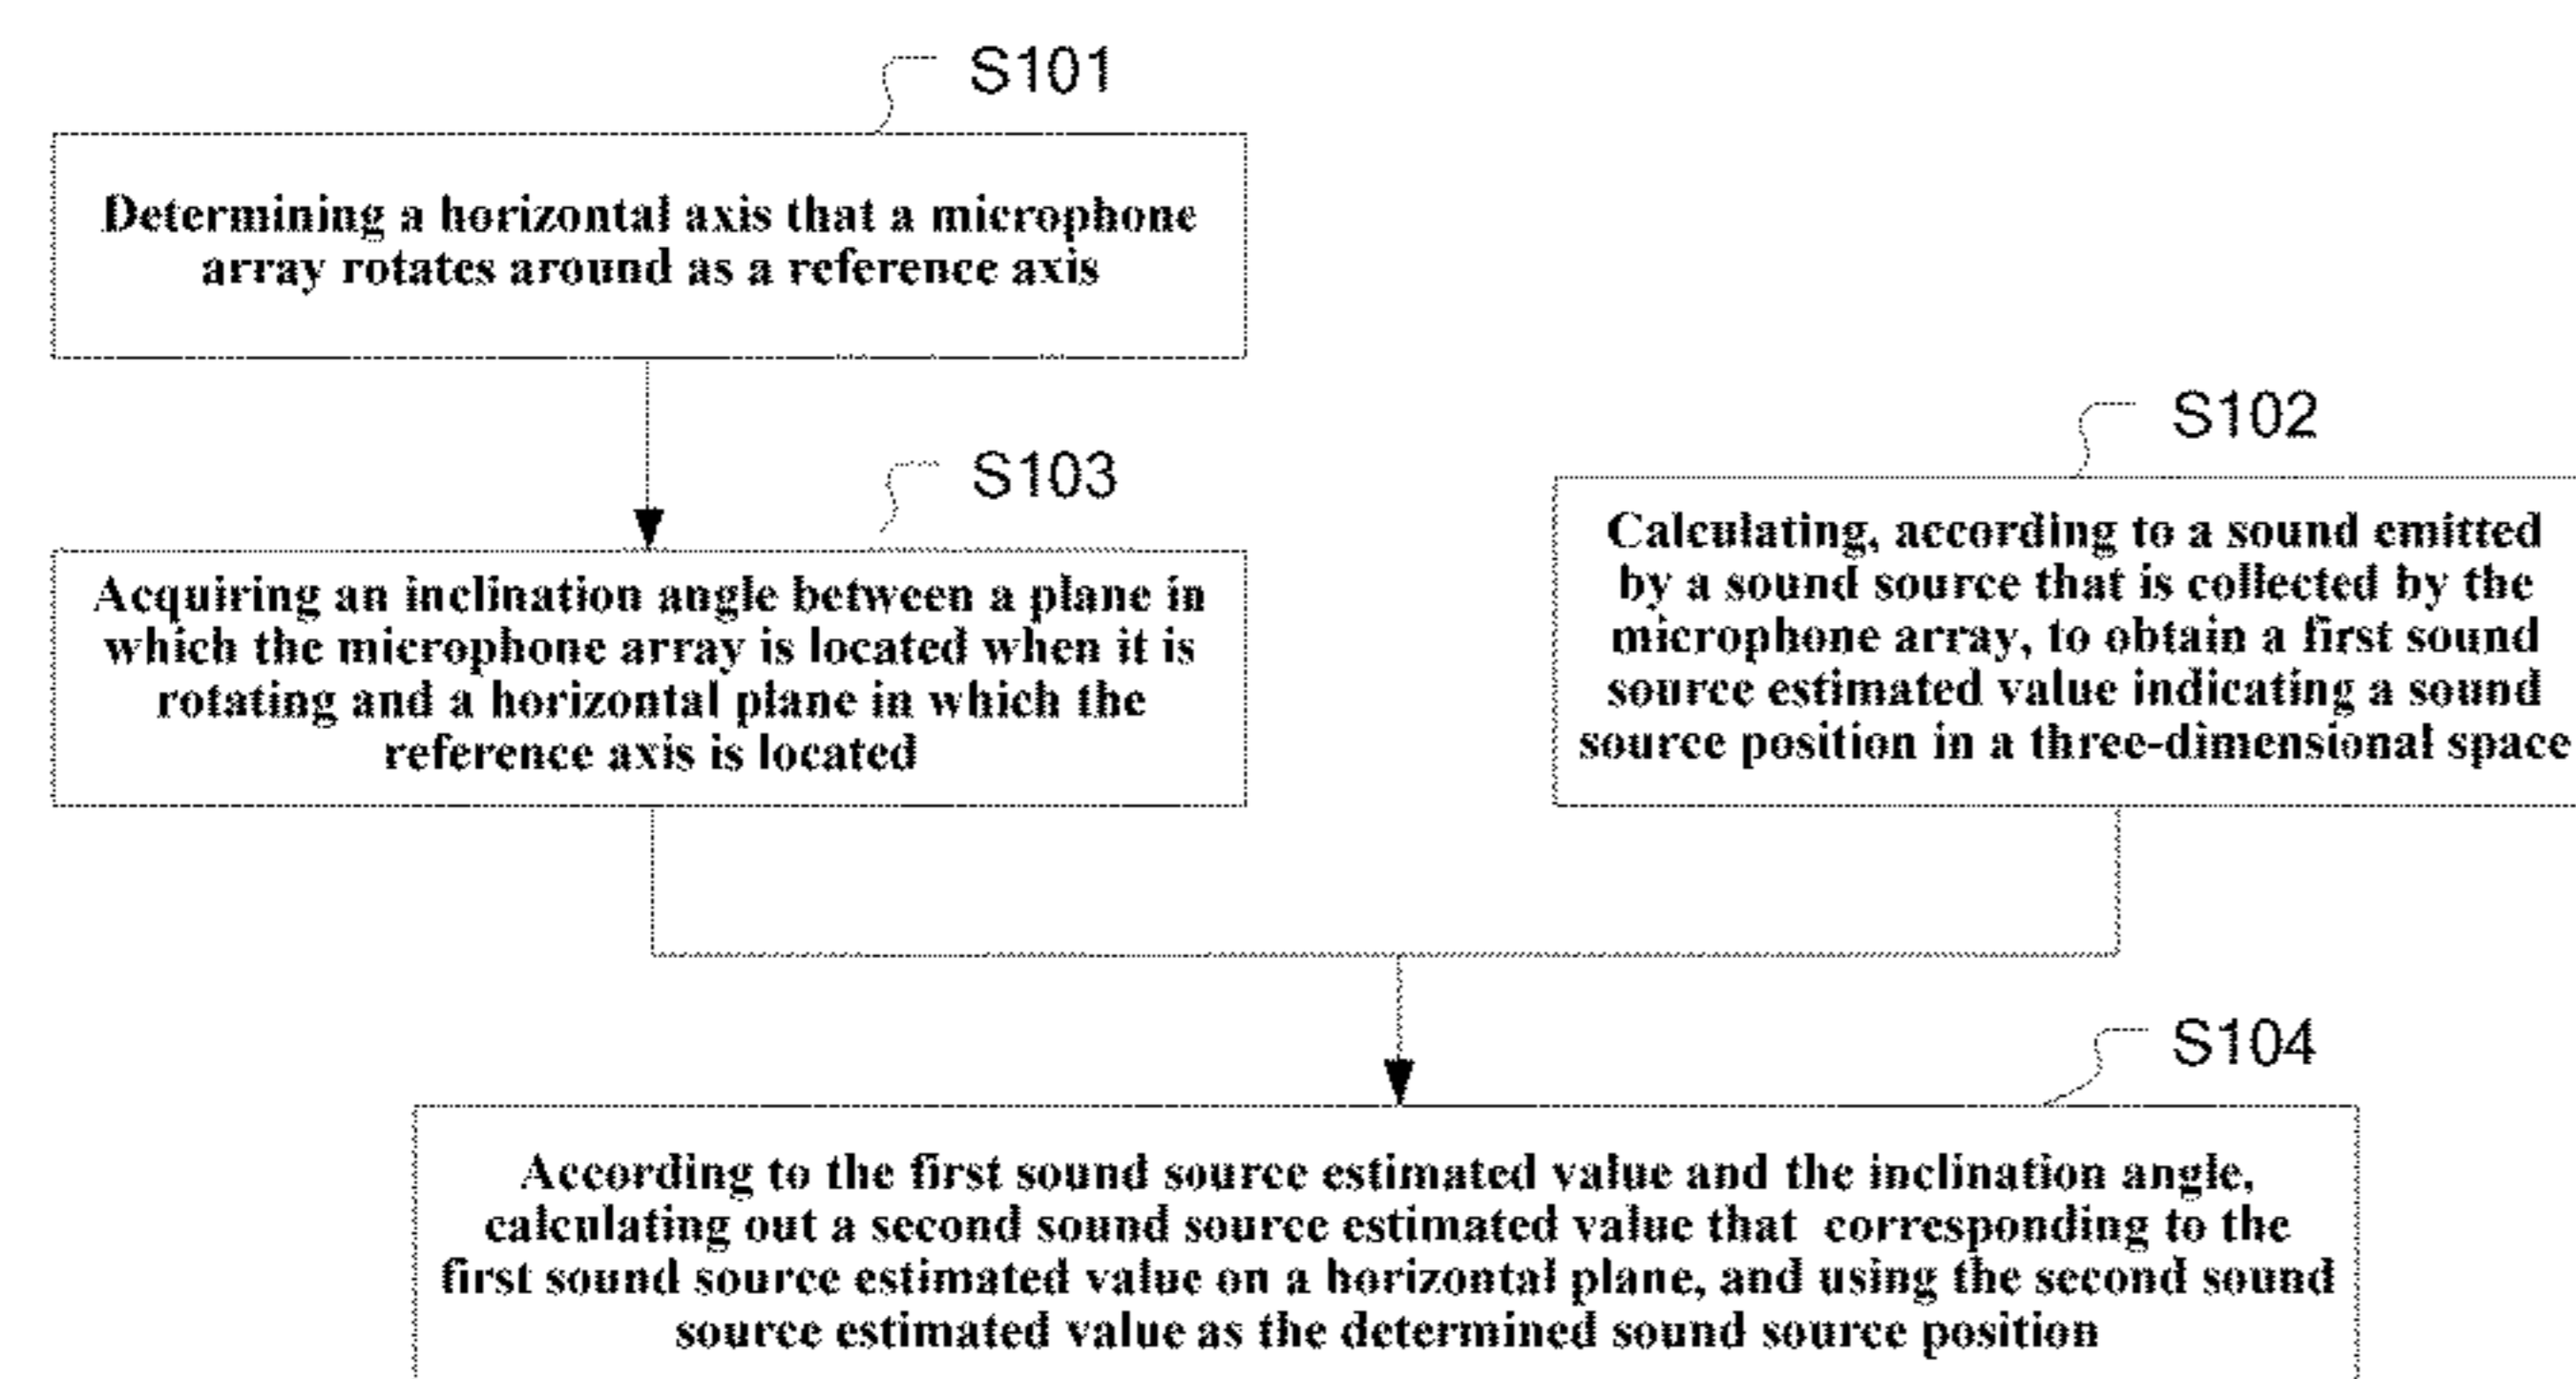 S101
Determining a horizontal axis that a microphone
array rotates around as a reference axis
S103
Acquiring an inclination angle between a plane in
which the microphone array is located when it is
rotating and a horizontal plane in which the
reference axis is located
S102
Calculating, according to a sound emitted
by a sound source that is collected by the
microphone array, to obtain a first sound
source estimated value indicating a sound
source position in a three-dimensional space
S104
According to the first sound source estimated value and the inclination angle,
calculating out a second sound source estimated value that corresponding to the
first sound source estimated value on a horizontal plane, and using the second sound
source estimated value as the determined sound source position